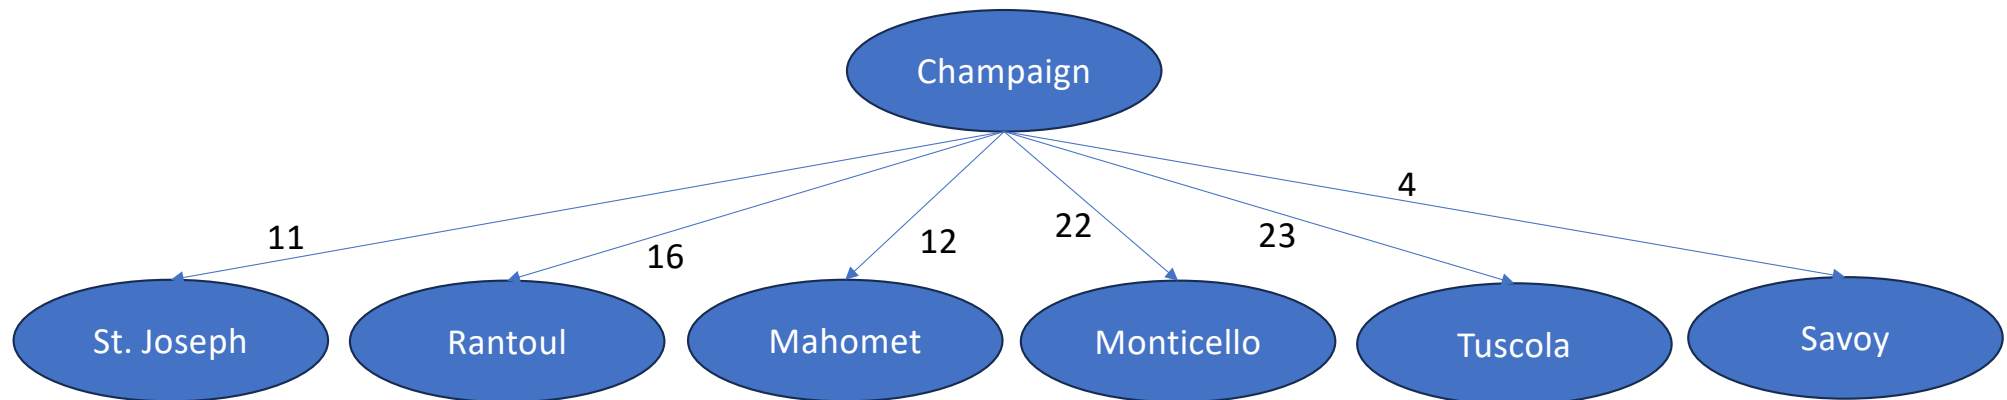 Champaign
4
11
16
12
22
23
St. Joseph
Rantoul
Mahomet
Monticello
Tuscola
Savoy